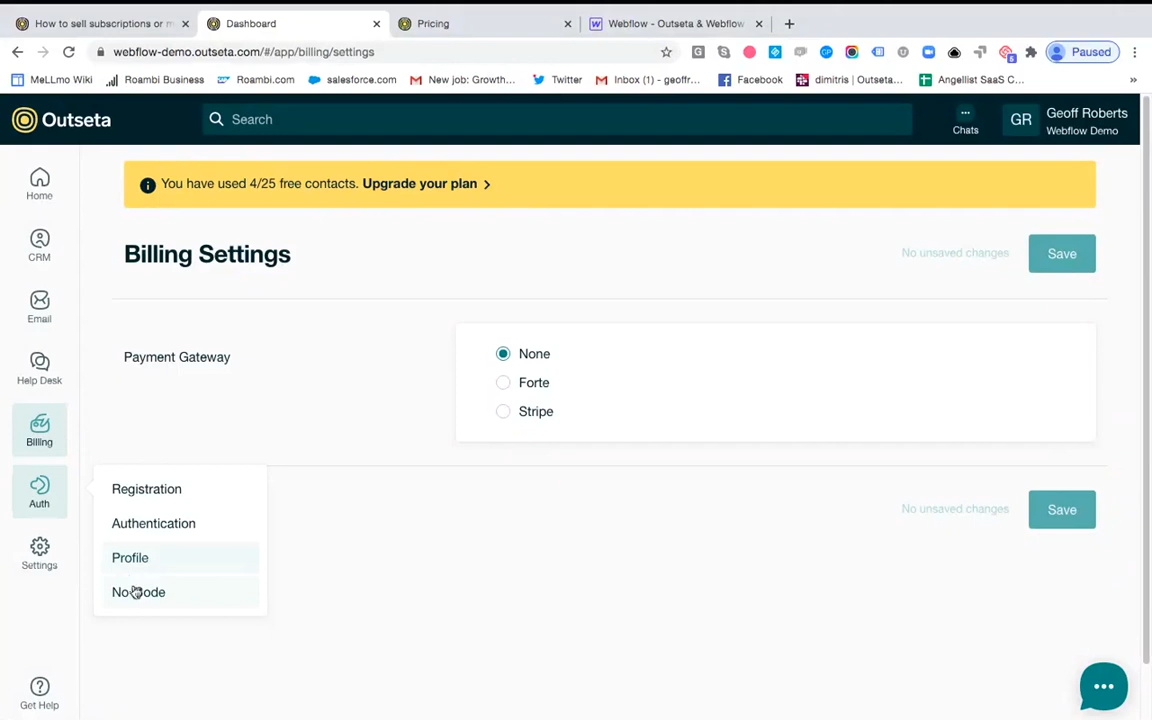 How to sell subscriptions or m
Dashboard
Pricing
Webflow - Outseta & Webflow
webflow-demo.outseta.com/#/app/billing/settings
Paused
MeLLmo Wiki
Roambi Business
Roambi.com
salesforce.com
New job: Growth...
Twitter
Inbox (1) - geoffr...
Facebook
dimitris | Outseta...
Angellist SaaS C...
Outseta
Search
Chats
GR
Geoff Roberts
Webflow Demo
Home
CRM
Email
Help Desk
Billing
Auth
Settings
Get Help
You have used 4/25 free contacts. Upgrade your plan
Billing Settings
No unsaved changes
Save
Payment Gateway
None
Forte
Stripe
Registration
Authentication
Profile
No
No unsaved changes
Save